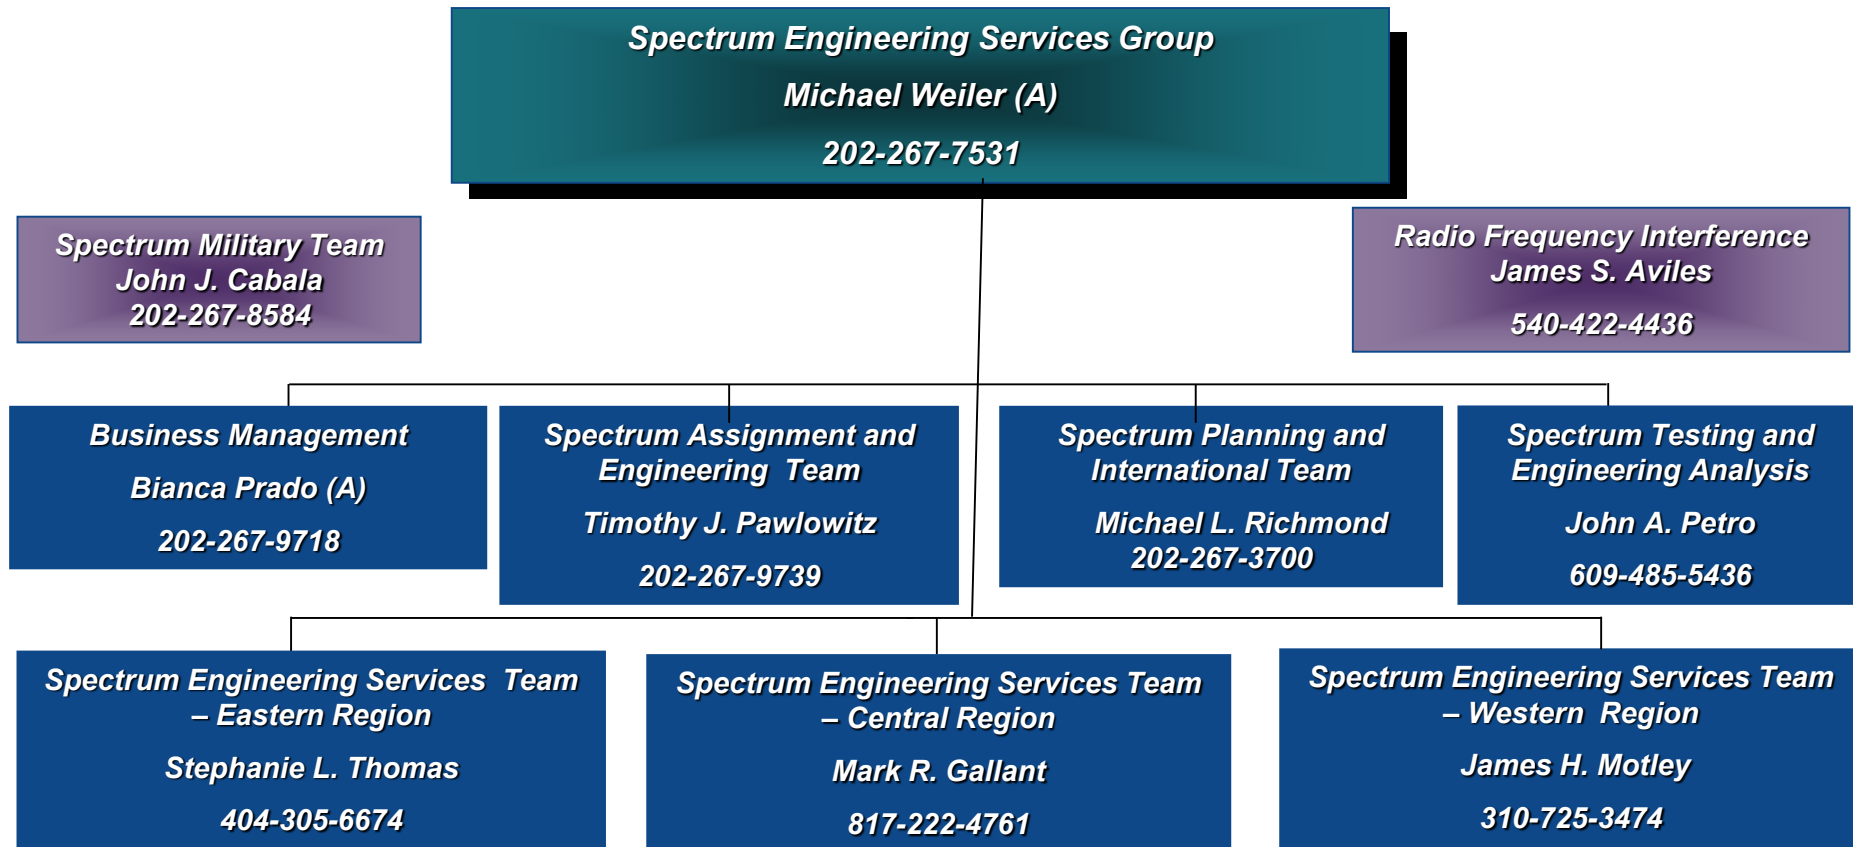 Spectrum Engineering Services Group
Michael Weiler (A)
202-267-7531
Spectrum Military Team
John J. Cabala
202-267-8584
Radio Frequency Interference
James S. Aviles
540-422-4436
Business Management
Bianca Prado (A)
202-267-9718
Spectrum Assignment and
Engineering Team
Timothy J. Pawlowitz
202-267-9739
Spectrum Planning and
International Team
Michael L. Richmond
202-267-3700
Spectrum Testing and
Engineering Analysis
John A. Petro
609-485-5436
Spectrum Engineering Services Team
– Eastern Region
Stephanie L. Thomas
404-305-6674
Spectrum Engineering Services Team
– Central Region
Mark R. Gallant
817-222-4761
Spectrum Engineering Services Team
– Western Region
James H. Motley
310-725-3474